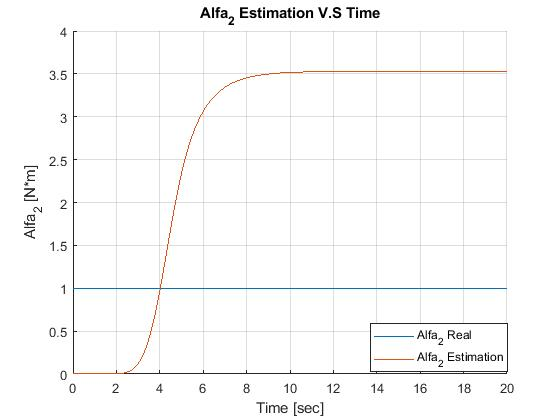 Alfa2 Estimation V.S Time
Alfa2 [N*m]
4
3.5
3
2.5
2
1.5
1
0.5
0
0 2 4 6 8 10 12 14 16 18 20
Time [sec]
Alfa2 Real
Alfa2 Estimation